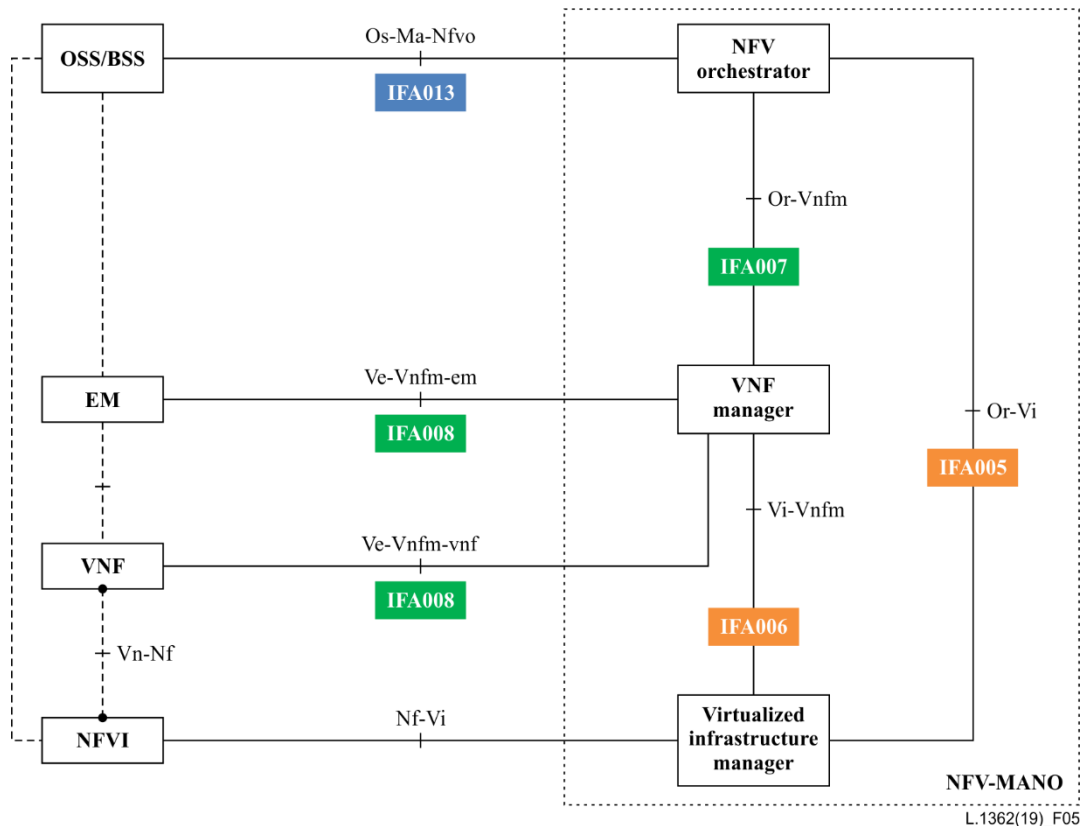 Os-Ma-Nfvo
NFV
orchestrator
OSS/BSS
IFA013
Or-Vnfm
IFA007
Ve-Vnfm-em
VNF
manager
EM
Or-Vi
IFA008
IFA005
Vi-Vnfm
Ve-Vnfm-vnf
VNF
IFA008
IFA006
Vn-Nf
Nf-Vi
Virtualized
infrastructure
manager
NFVI
NFV-MANO
L.1362(19)_F05